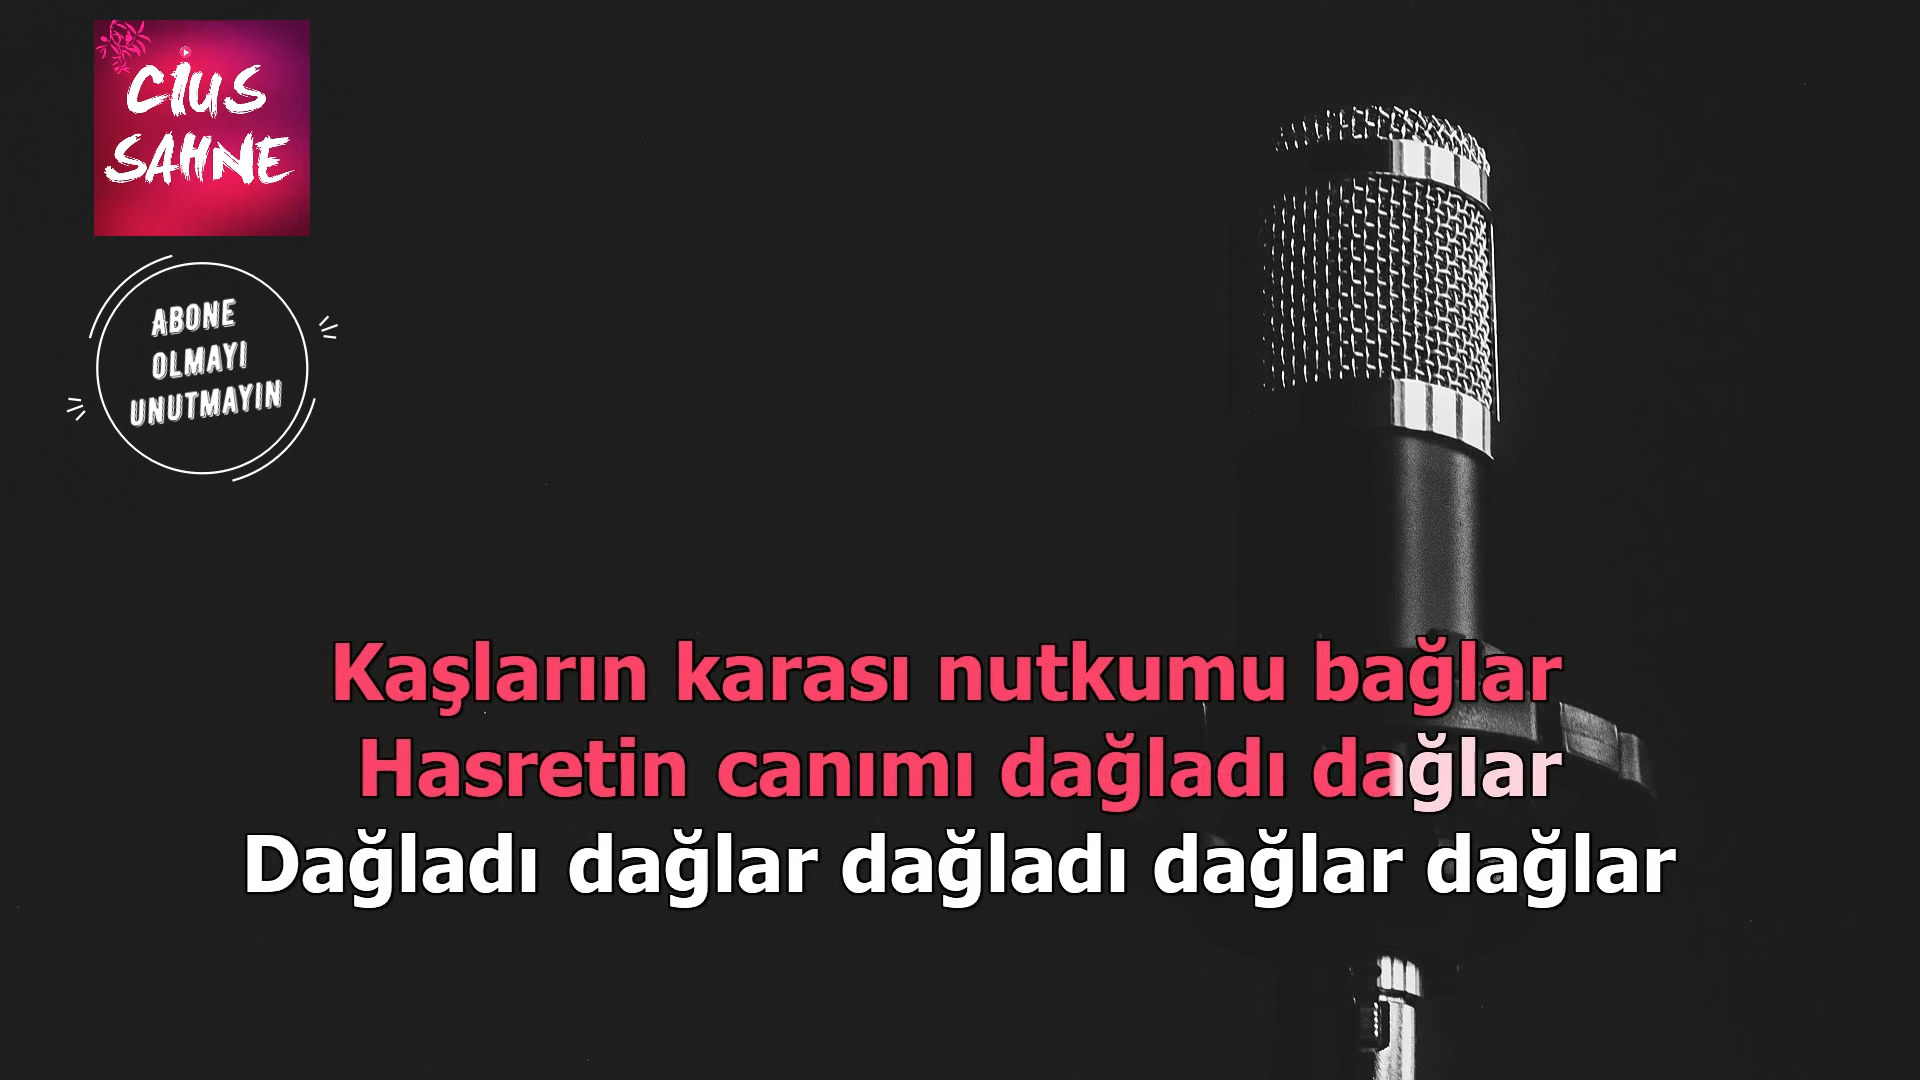 CİUS
SAHNE
ABONE
OLMAYI
UNUTMAYIN
Kaşların karası nutkumu bağlar
Hasretin canımı dağladı dağlar
Dağladı dağlar dağladı dağlar dağlar